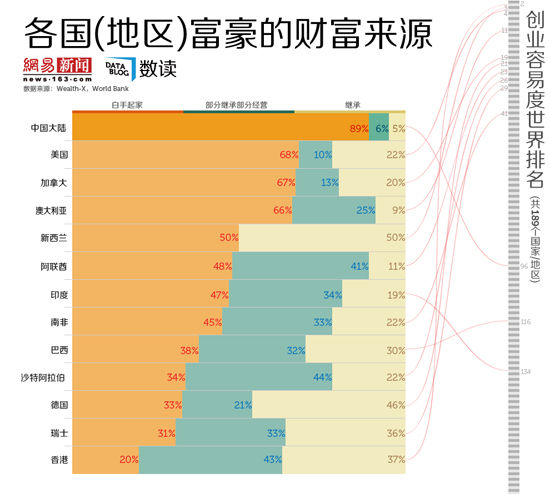 各国(地区)富豪的财富来源
網易新闻
news·163·com
DATA
BLOG
数读
数据来源：Wealth-X，World Bank
白手起家 部分继承部分经营 继承
中国大陆 89% 6% 5%
美国 68% 10% 22%
加拿大 67% 13% 20%
澳大利亚 66% 25% 9%
新西兰 50% 50%
阿联酋 48% 41% 11%
印度 47% 34% 19%
南非 45% 33% 22%
巴西 38% 32% 30%
沙特阿拉伯 34% 44% 22%
德国 33% 21% 46%
瑞士 31% 33% 36%
香港 20% 43% 37%
创业容易度世界排名
(共189个国家/地区)
2
4
11
19
21
41
96
116
134